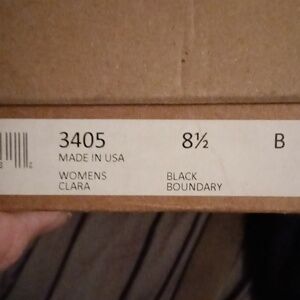 3405 8½ B
MADE IN USA
WOMENS BLACK
CLARA BOUNDARY